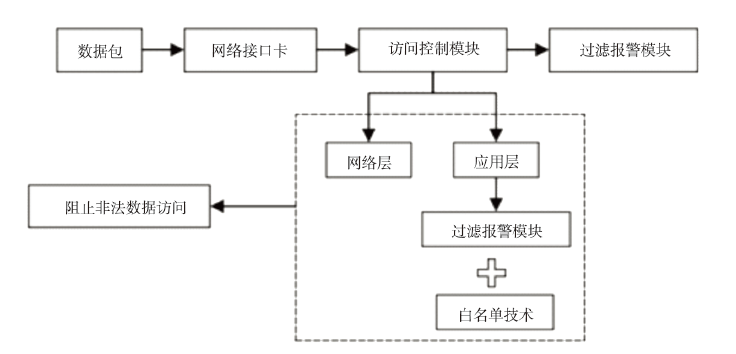 数据包
网络接口卡
访问控制模块
过滤报警模块
网络层
应用层
阻止非法数据访问
过滤报警模块
白名单技术